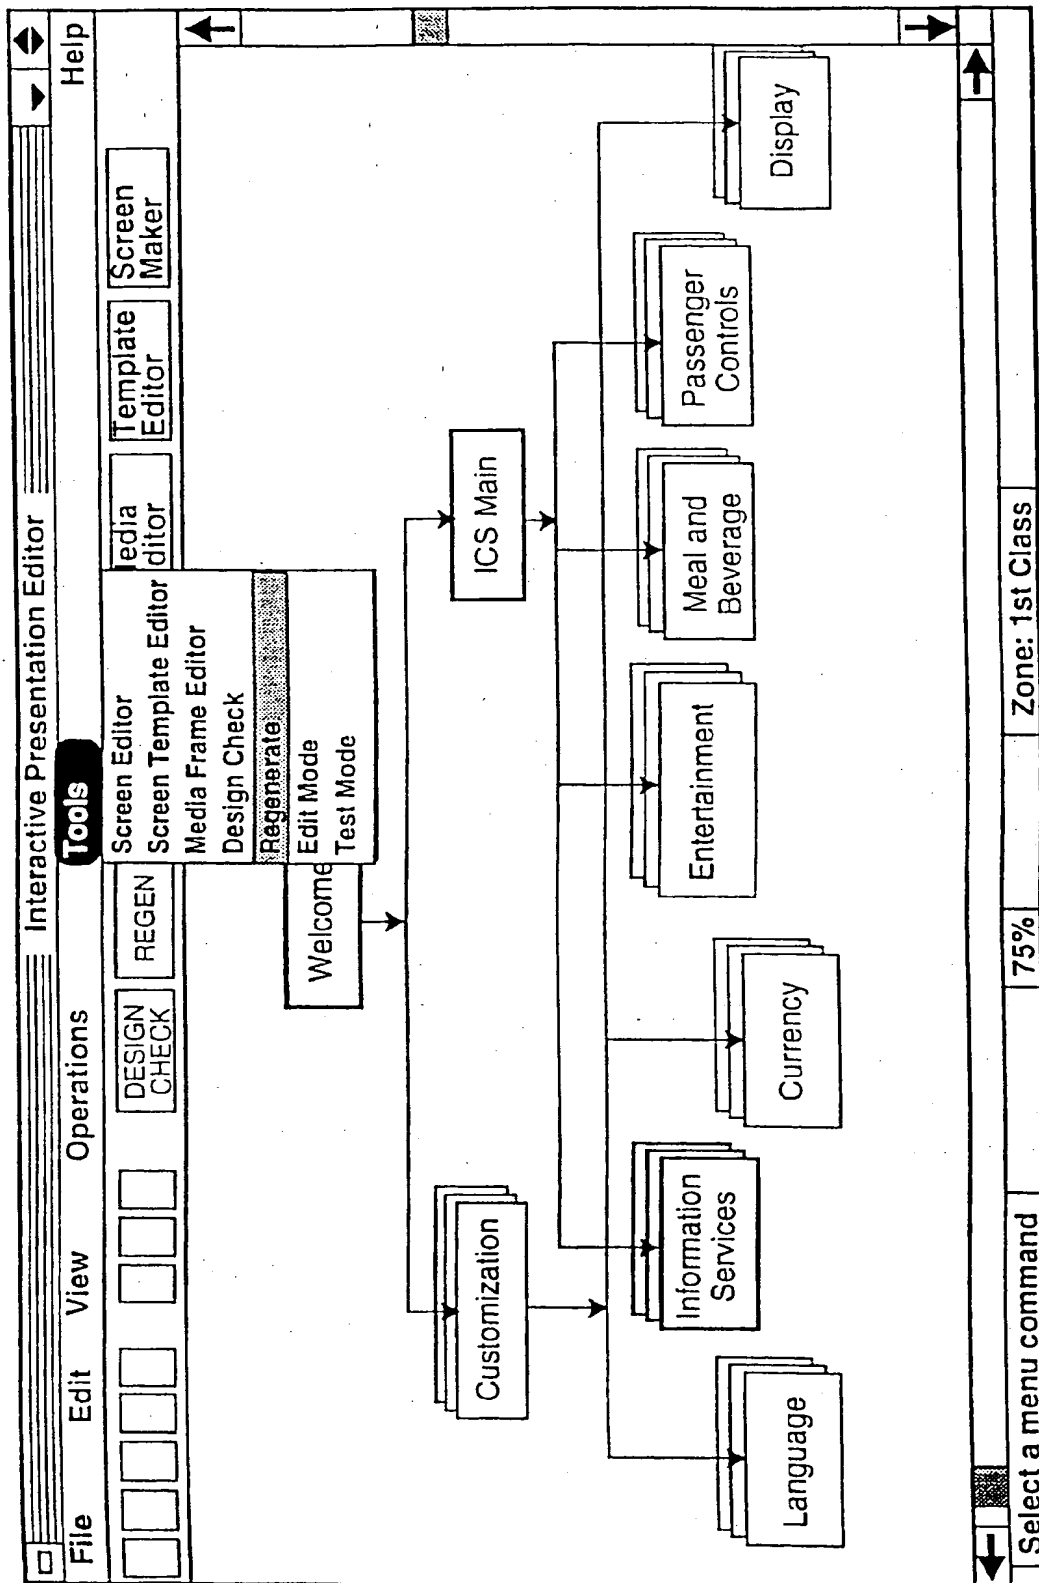 Interactive Presentation Editor
File Edit View Operations Tools Help
DESIGN
CHECK
REGEN
edia
ditor
Template
Editor
Screen
Maker
Screen Editor
Screen Template Editor
Media Frame Editor
Design Check
Regenerate
Edit Mode
Test Mode
Welcome
Customization
ICS Main
Information
Services
Entertainment
Meal and
Beverage
Passenger
Controls
Language
Currency
Display
Select a menu command 75% Zone: 1st Class